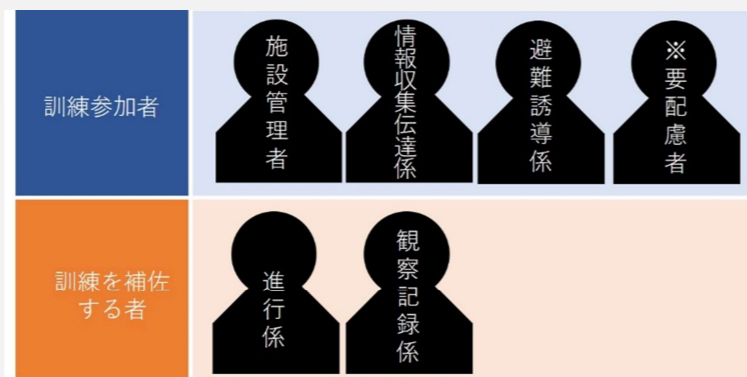 訓練参加者
施設管理者
情報収集伝達係
避難誘導係
※要配慮者
訓練を補佐
する者
進行係
観察記録係